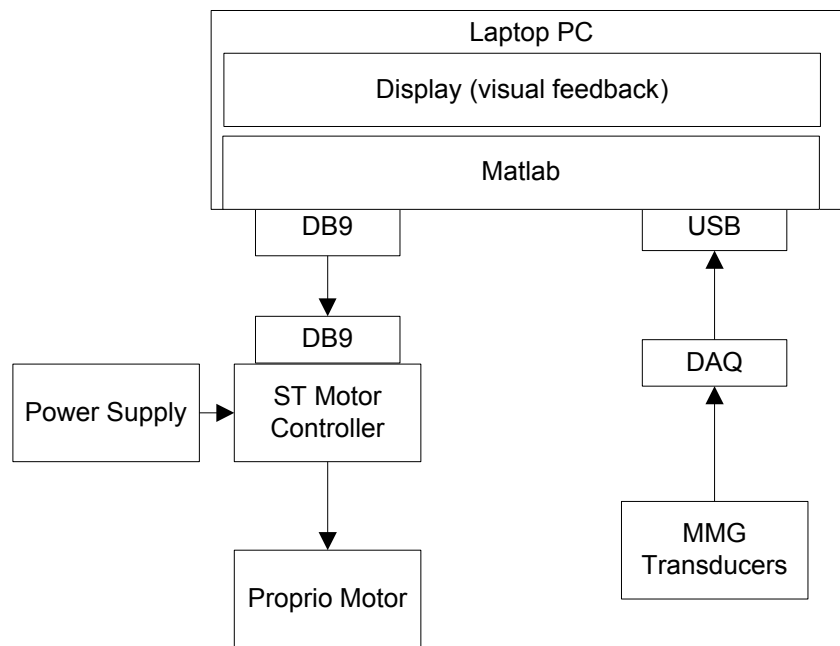 Laptop PC
Display (visual feedback)
Matlab
DB9
USB
DB9
DAQ
Power Supply
ST Motor
Controller
MMG
Transducers
Proprio Motor